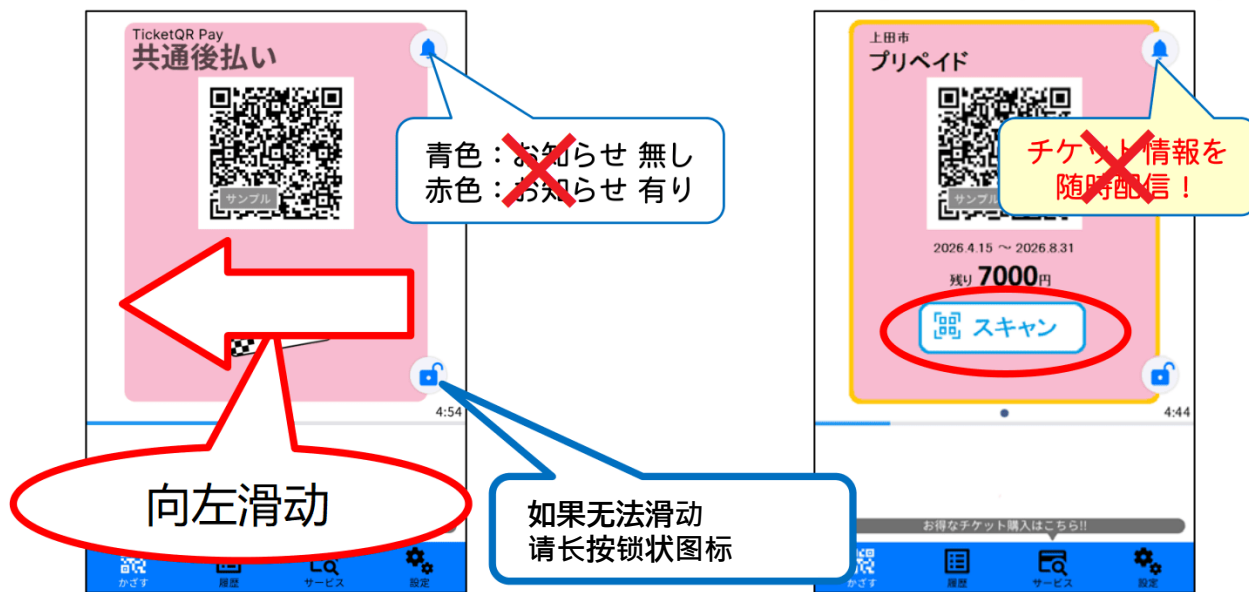 TicketQR Pay
共通後払い
サンプル
青色：お知らせ 無し
赤色：お知らせ 有り
4:54
向左滑动
如果无法滑动
请长按锁状图标
かざす
履歴
サービス
設定
上田市
プリペイド
サンプル
チケット情報を
随時配信！
2026.4.15 ～ 2026.8.31
残り 7000円
スキャン
4:44
お得なチケット購入はこちら!!
かざす
履歴
サービス
設定